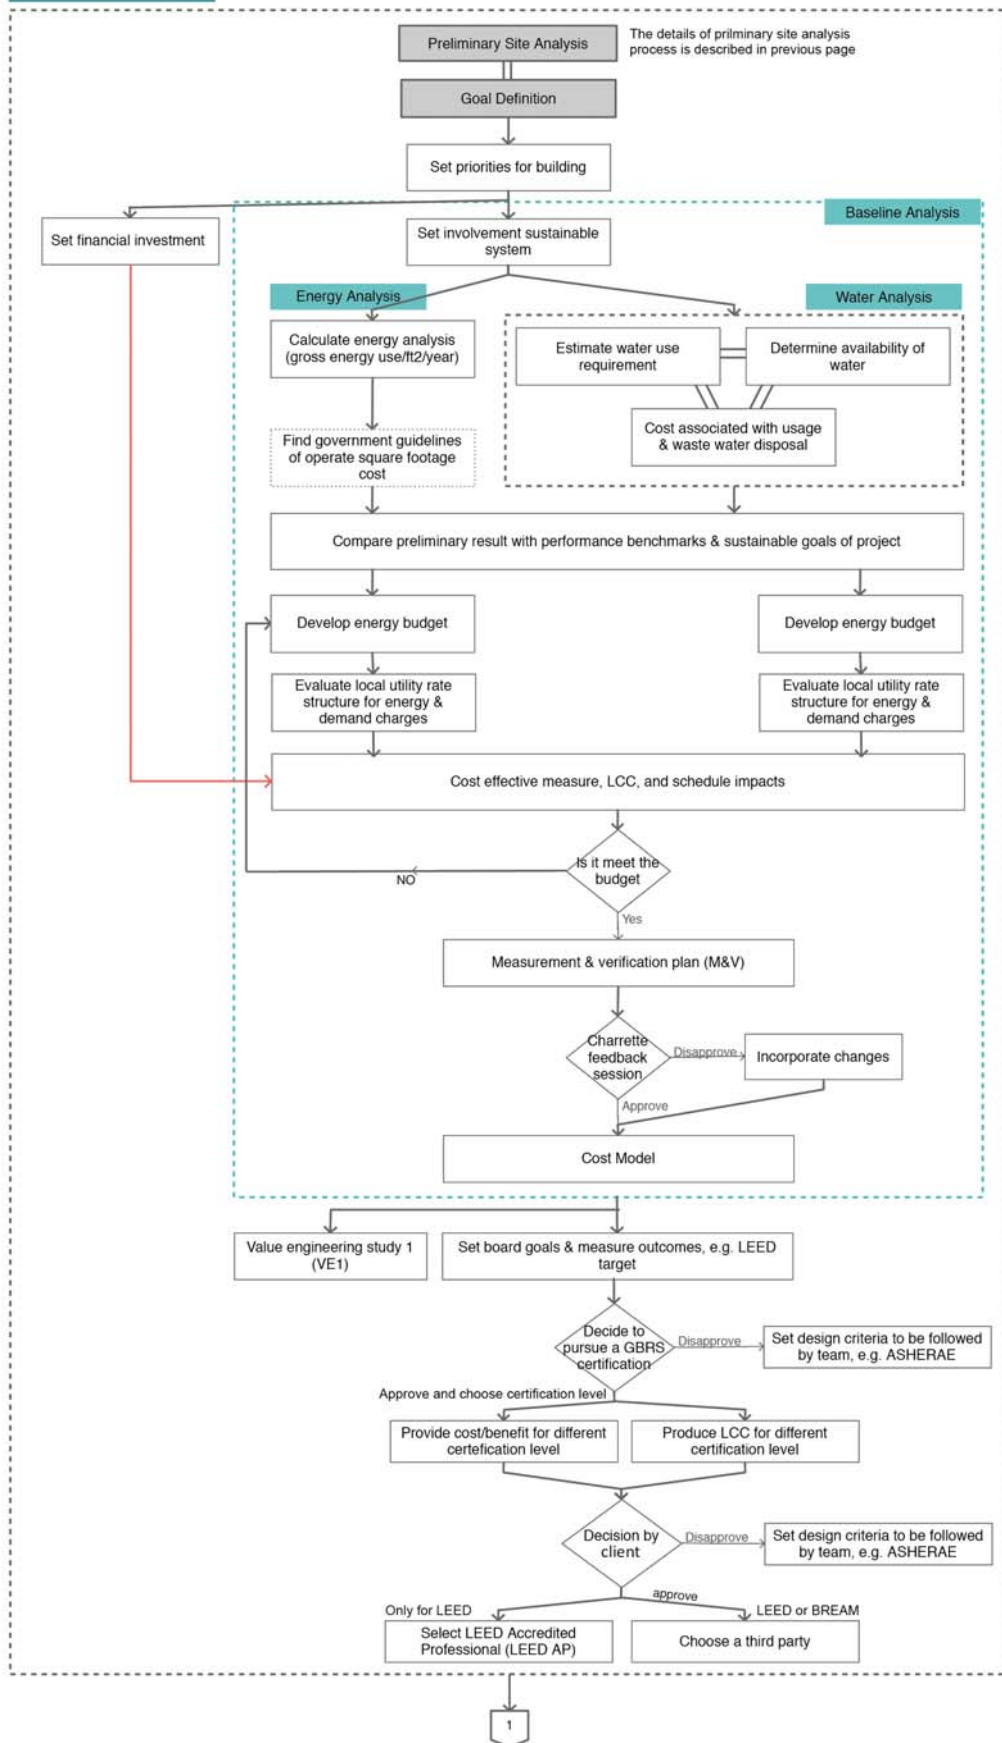 Preliminary Site Analysis
The details of prilminary site analysis
process is described in previous page
Goal Definition
Set priorities for building
Baseline Analysis
Set financial investment
Set involvement sustainable
system
Energy Analysis
Water Analysis
Calculate energy analysis
(gross energy use/ft2/year)
Estimate water use
requirement
Determine availability of
water
Find government guidelines
of operate square footage
cost
Cost associated with usage
& waste water disposal
Compare preliminary result with performance benchmarks & sustainable goals of project
Develop energy budget
Develop energy budget
Evaluate local utility rate
structure for energy &
demand charges
Evaluate local utility rate
structure for energy &
demand charges
Cost effective measure, LCC, and schedule impacts
Is it meet the
budget
NO
Yes
Measurement & verification plan (M&V)
Charrette
feedback
session
Disapprove
Incorporate changes
Approve
Cost Model
Value engineering study 1
(VE1)
Set board goals & measure outcomes, e.g. LEED
target
Decide to
pursue a GBRS
certification
Disapprove
Set design criteria to be followed
by team, e.g. ASHERAE
Approve and choose certification level
Provide cost/benefit for different
certefication level
Produce LCC for different
certification level
Decision by
client
Disapprove
Set design criteria to be followed
by team, e.g. ASHERAE
approve
Only for LEED
LEED or BREAM
Select LEED Accredited
Professional (LEED AP)
Choose a third party
1